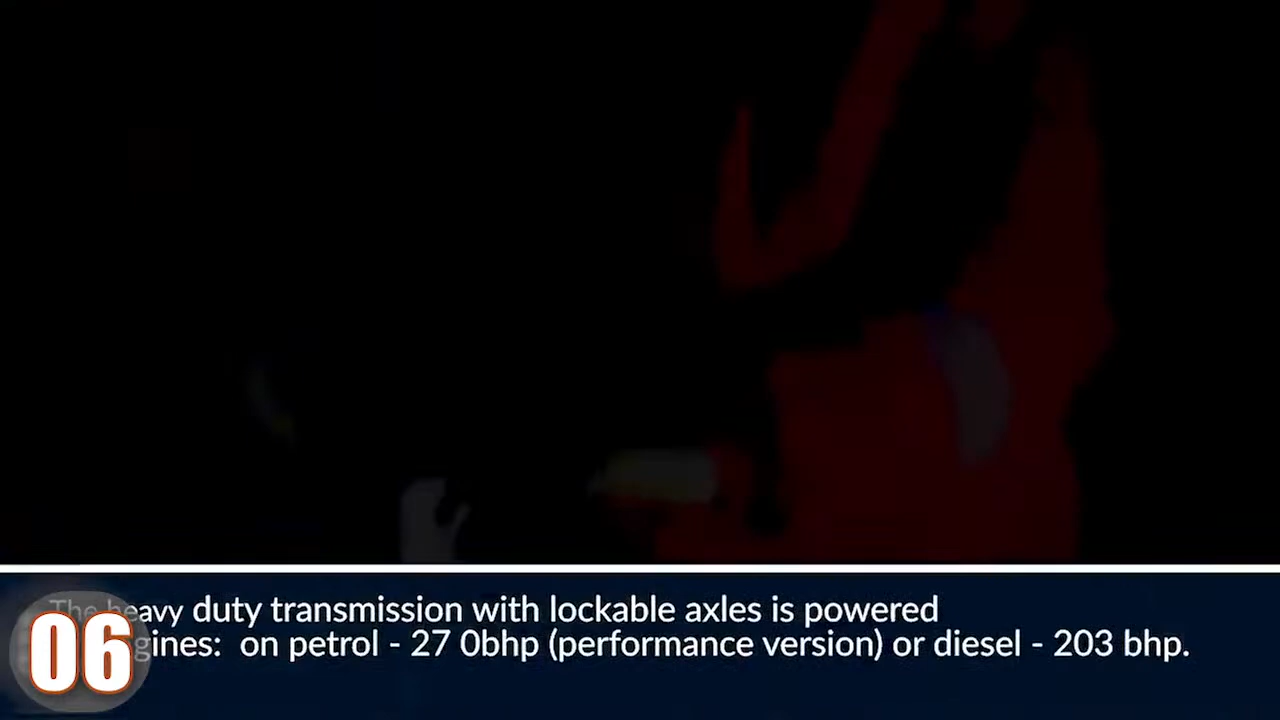 The heavy duty transmission with lockable axles is powered
gines:  on petrol - 27 0bhp (performance version) or diesel - 203 bhp.
06